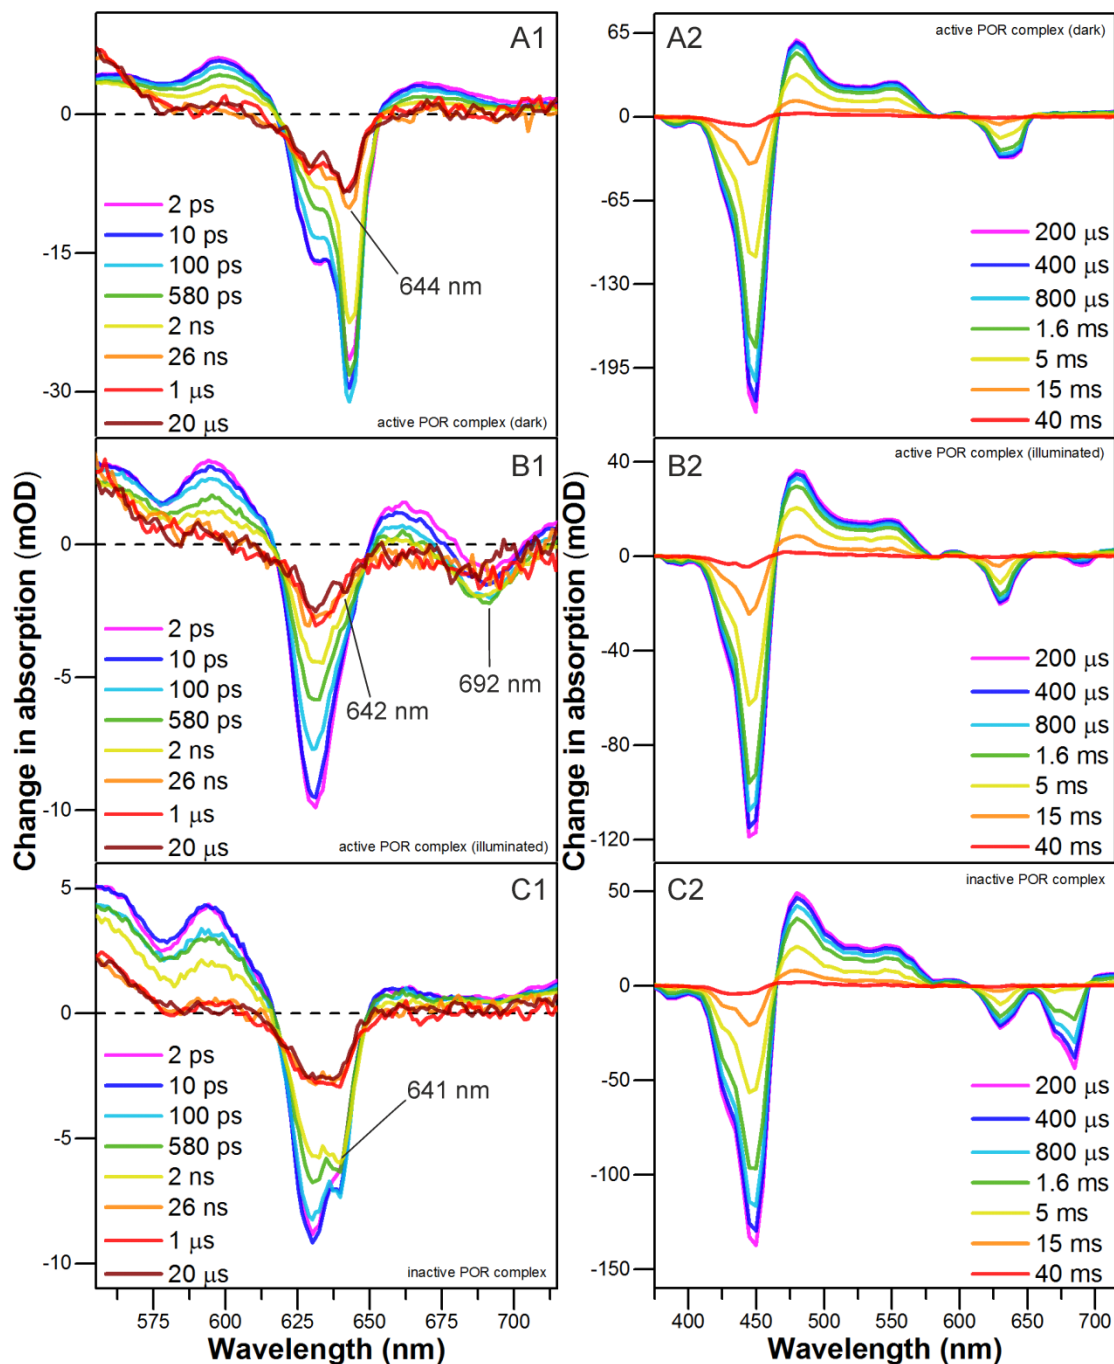 A1
active POR complex (dark)
0
-15
-30
2 ps
10 ps
100 ps
580 ps
2 ns
26 ns
1 μs
20 μs
644 nm
active POR complex (dark)
A2
65
0
-65
-130
-195
200 μs
400 μs
800 μs
1.6 ms
5 ms
15 ms
40 ms
B1
0
-5
-10
2 ps
10 ps
100 ps
580 ps
2 ns
26 ns
1 μs
20 μs
642 nm
692 nm
active POR complex (illuminated)
Change in absorption (mOD)
B2
active POR complex (illuminated)
40
0
-40
-80
-120
200 μs
400 μs
800 μs
1.6 ms
5 ms
15 ms
40 ms
Change in absorption (mOD)
C1
5
0
-5
-10
2 ps
10 ps
100 ps
580 ps
2 ns
26 ns
1 μs
20 μs
641 nm
inactive POR complex
575 600 625 650 675 700
Wavelength (nm)
C2
inactive POR complex
50
0
-50
-100
-150
200 μs
400 μs
800 μs
1.6 ms
5 ms
15 ms
40 ms
400 450 500 550 600 650 700
Wavelength (nm)